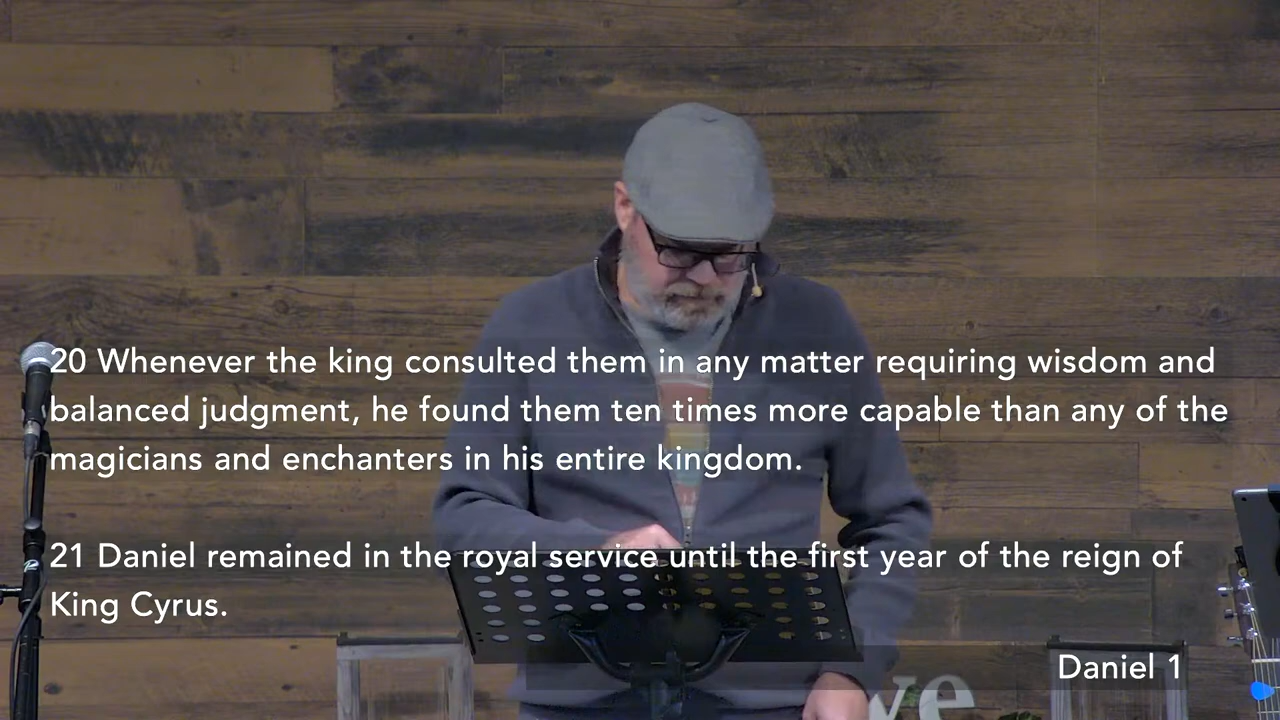 20 Whenever the king consulted them in any matter requiring wisdom and
balanced judgment, he found them ten times more capable than any of the
magicians and enchanters in his entire kingdom.
21 Daniel remained in the royal service until the first year of the reign of
King Cyrus.
Daniel 1